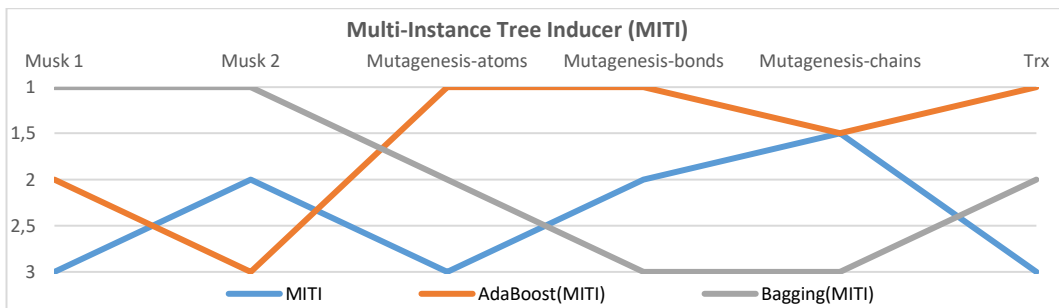 Multi-Instance Tree Inducer (MITI)
Musk 1 Musk 2 Mutagenesis-atoms Mutagenesis-bonds Mutagenesis-chains Trx
1
1,5
2
2,5
3
MITI AdaBoost(MITI) Bagging(MITI)